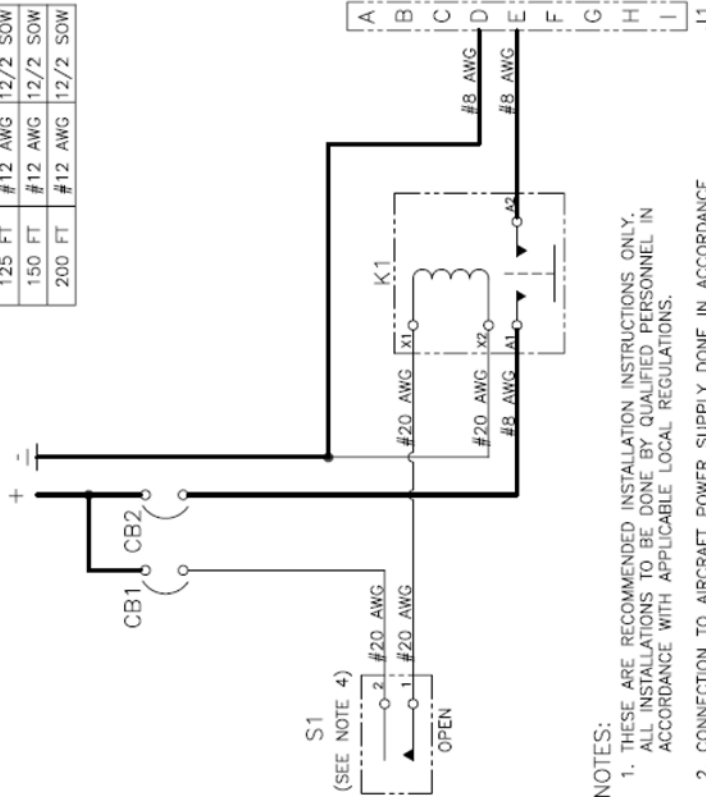 125 FT #12 AWG 12/2 SOW
150 FT #12 AWG 12/2 SOW
200 FT #12 AWG 12/2 SOW
A
B
C
D
E
F
G
H
I
J1
#8 AWG
#8 AWG
K1
X1
X2
A1
A2
#20 AWG
#20 AWG
#8 AWG
+
-
CB2
CB1
S1
(SEE NOTE 4)
2
1
#20 AWG
#20 AWG
OPEN
NOTES:
1. THESE ARE RECOMMENDED INSTALLATION INSTRUCTIONS ONLY.
ALL INSTALLATIONS TO BE DONE BY QUALIFIED PERSONNEL IN
ACCORDANCE WITH APPLICABLE LOCAL REGULATIONS.
2. CONNECTION TO AIRCRAFT POWER SUPPLY DONE IN ACCORDANCE